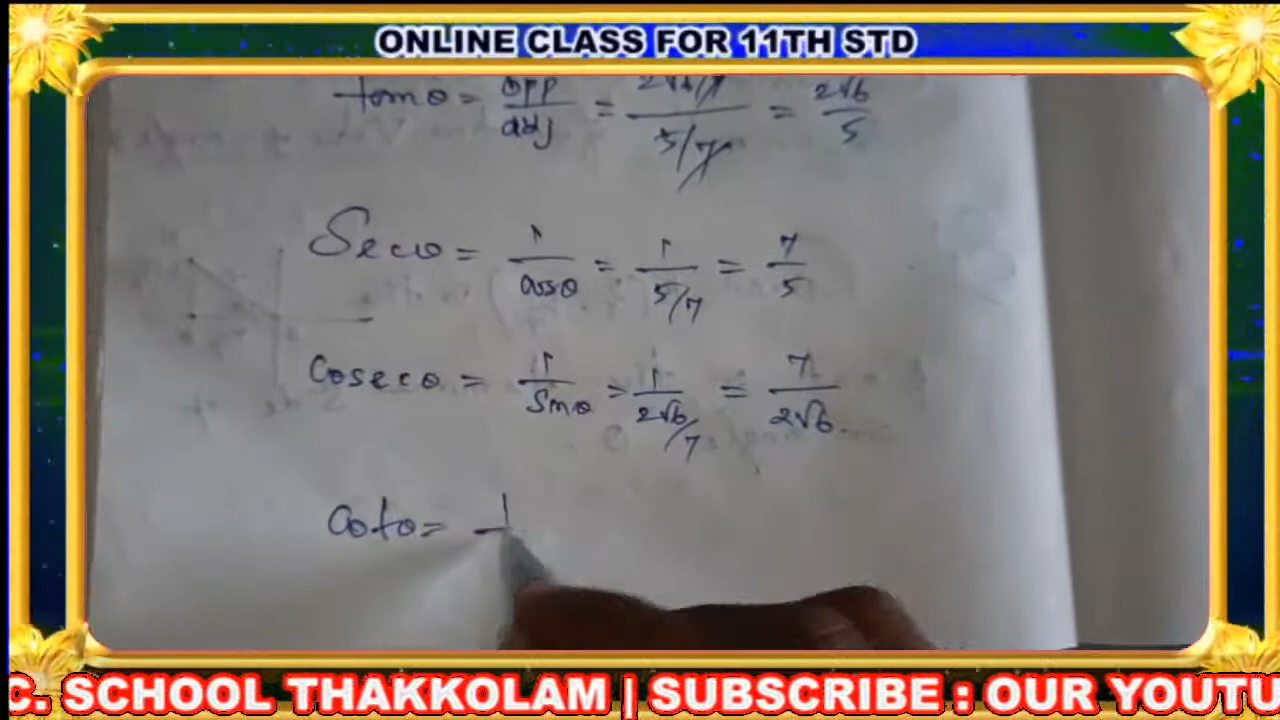 ONLINE CLASS FOR 11TH STD
tanθ = opp/adj = 2√6/7 / 5/7 = 2√6/5
Secθ = 1/cosθ = 1/5/7 = 7/5
Cosecθ = 1/Sinθ = 1/2√6/7 = 7/2√6.
Cotθ = 1
C. SCHOOL THAKKOLAM | SUBSCRIBE : OUR YOUTU